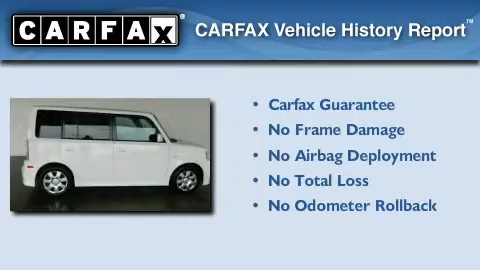 CARFAX® CARFAX Vehicle History Report™
• Carfax Guarantee
• No Frame Damage
• No Airbag Deployment
• No Total Loss
• No Odometer Rollback